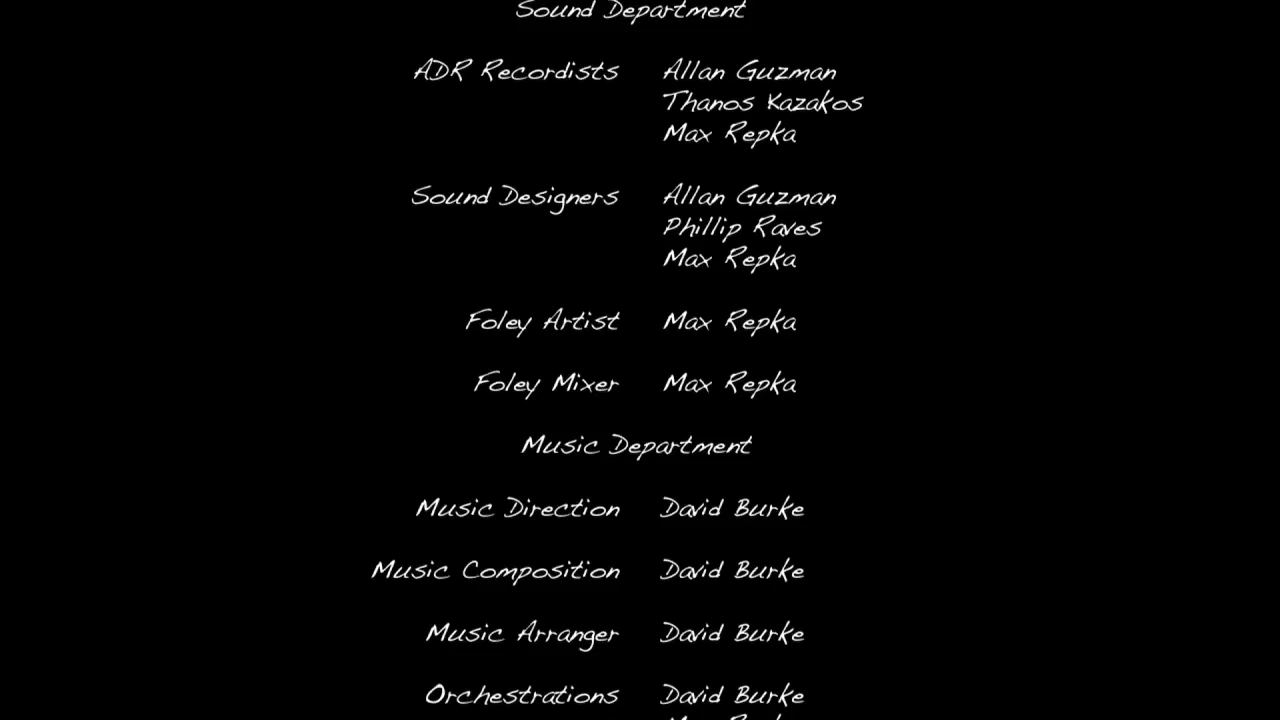 Sound Department
ADR Recordists Allan Guzman
Thanos Kazakos
Max Repka
Sound Designers Allan Guzman
Phillip Raves
Max Repka
Foley Artist Max Repka
Foley Mixer Max Repka
Music Department
Music Direction David Burke
Music Composition David Burke
Music Arranger David Burke
Orchestrations David Burke